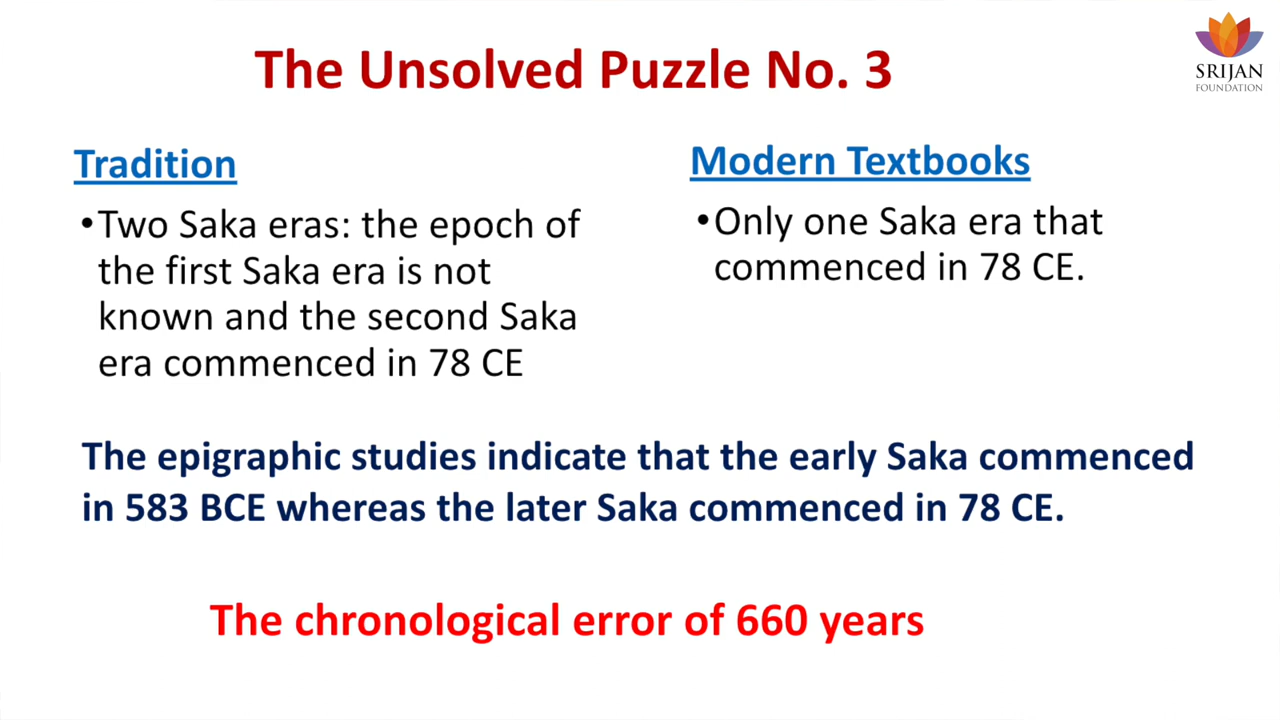 The Unsolved Puzzle No. 3
SRIJAN
FOUNDATION
Tradition
•Two Saka eras: the epoch of
the first Saka era is not
known and the second Saka
era commenced in 78 CE
Modern Textbooks
•Only one Saka era that
commenced in 78 CE.
The epigraphic studies indicate that the early Saka commenced
in 583 BCE whereas the later Saka commenced in 78 CE.
The chronological error of 660 years